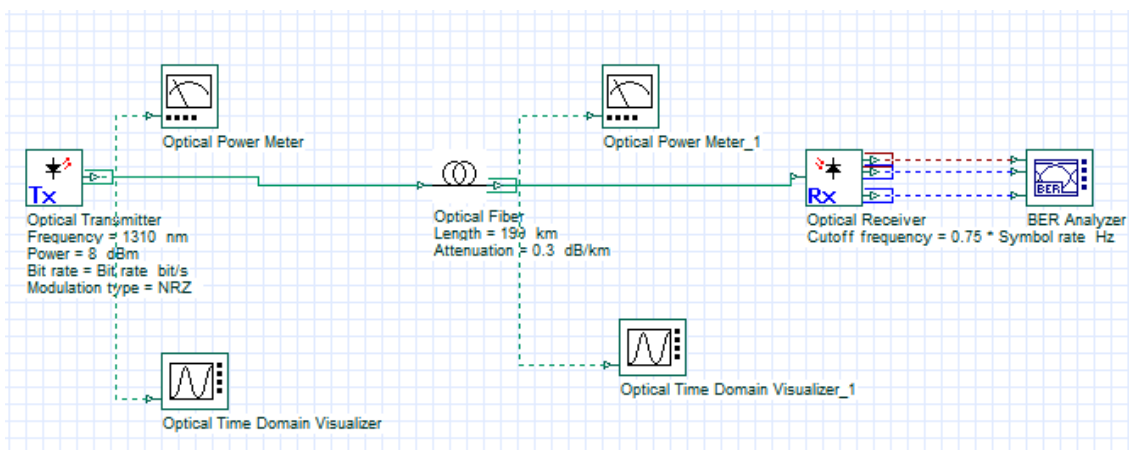 Optical Power Meter
Optical Power Meter_1
Tx
Optical Transmitter
Frequency = 1310 nm
Power = 8 dBm
Bit rate = Bit rate bit/s
Modulation type = NRZ
Optical Fiber
Length = km
Attenuation = 0.3 dB/km
Rx
Optical Receiver
Cutoff frequency = 0.75 * Symbol rate Hz
BER
BER Analyzer
Optical Time Domain Visualizer_1
Optical Time Domain Visualizer